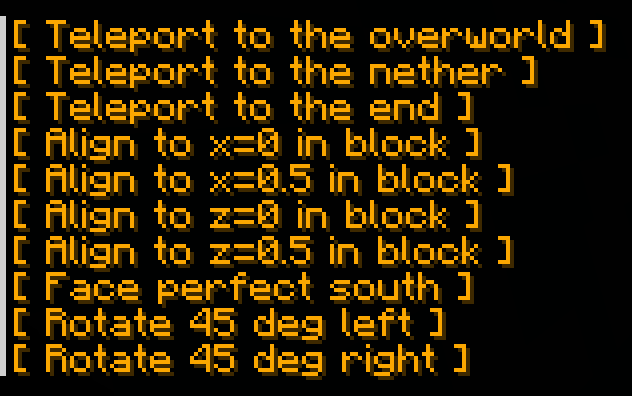 [ Teleport to the overworld ]
[ Teleport to the nether ]
[ Teleport to the end ]
[ Align to x=0 in block ]
[ Align to x=0.5 in block ]
[ Align to z=0 in block ]
[ Align to z=0.5 in block ]
[ Face perfect south ]
[ Rotate 45 deg left ]
[ Rotate 45 deg right ]